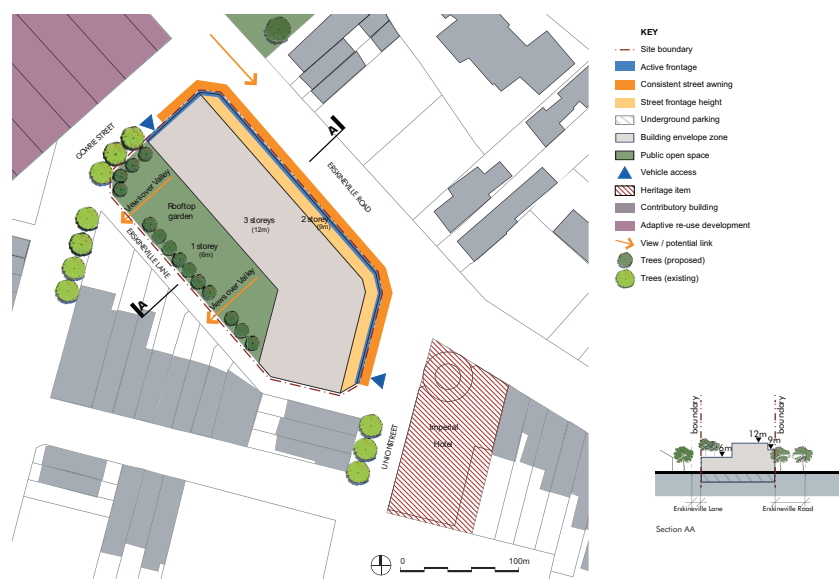 GOWRIE STREET
Views over Valley
Rooftop
garden
3 storeys
(12m)
2 storey
(9m)
1 storey
(6m)
ERSKINEVILLE ROAD
ERSKINEVILLE LANE
Views over Valley
A
A
Imperial
Hotel
UNION STREET
0 100m
KEY
Site boundary
Active frontage
Consistent street awning
Street frontage height
Underground parking
Building envelope zone
Public open space
Vehicle access
Heritage item
Contributory building
Adaptive re-use development
View / potential link
Trees (proposed)
Trees (existing)
boundary
boundary
12m
9m
6m
Erskineville Lane
Erskineville Road
Section AA